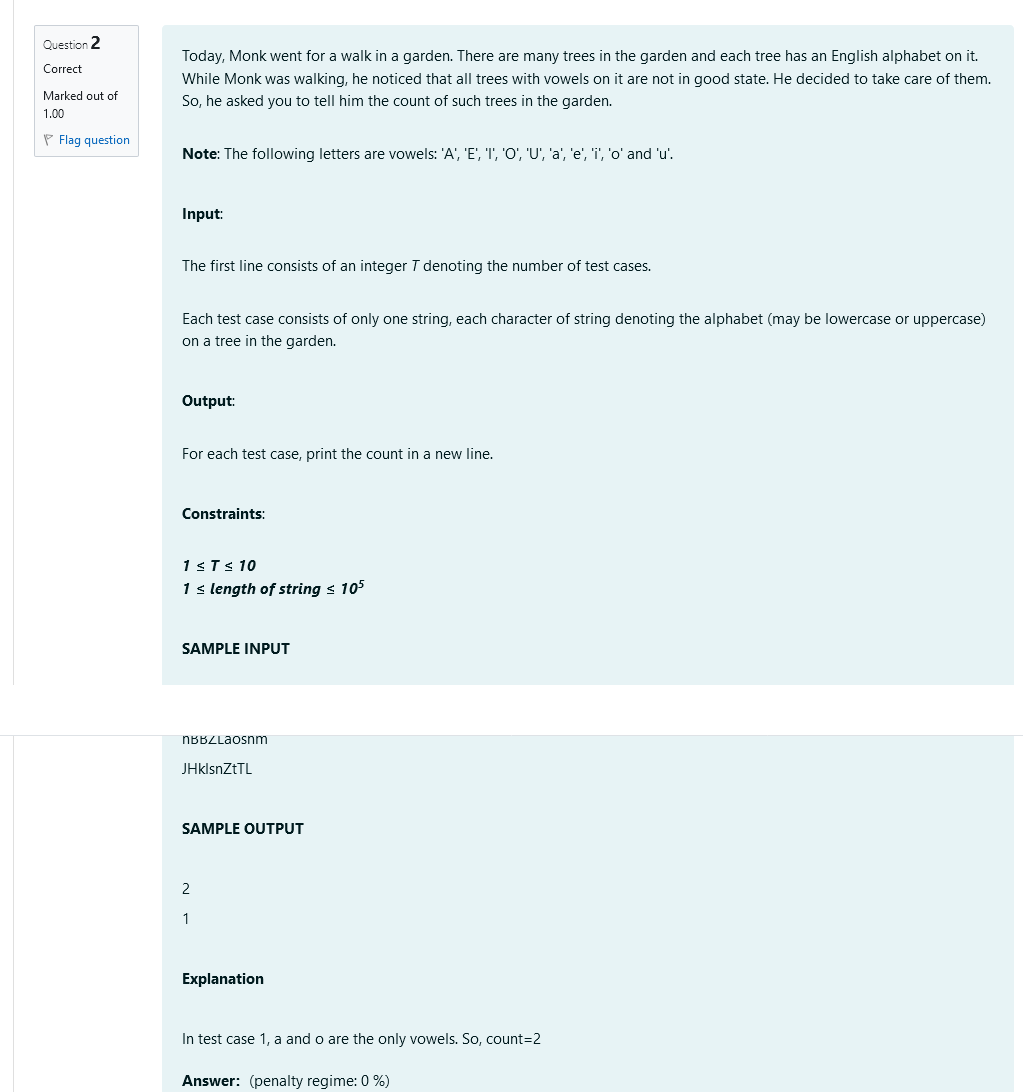 Question 2
Correct
Marked out of
1.00
Flag question
Today, Monk went for a walk in a garden. There are many trees in the garden and each tree has an English alphabet on it.
While Monk was walking, he noticed that all trees with vowels on it are not in good state. He decided to take care of them.
So, he asked you to tell him the count of such trees in the garden.
Note: The following letters are vowels: 'A', 'E', 'I', 'O', 'U', 'a', 'e', 'i', 'o' and 'u'.
Input:
The first line consists of an integer T denoting the number of test cases.
Each test case consists of only one string, each character of string denoting the alphabet (may be lowercase or uppercase)
on a tree in the garden.
Output:
For each test case, print the count in a new line.
Constraints:
1 ≤ T ≤ 10
1 ≤ length of string ≤ 10⁵
SAMPLE INPUT
nBBZLaosnm
JHkIsnZtTL
SAMPLE OUTPUT
2
1
Explanation
In test case 1, a and o are the only vowels. So, count=2
Answer: (penalty regime: 0 %)